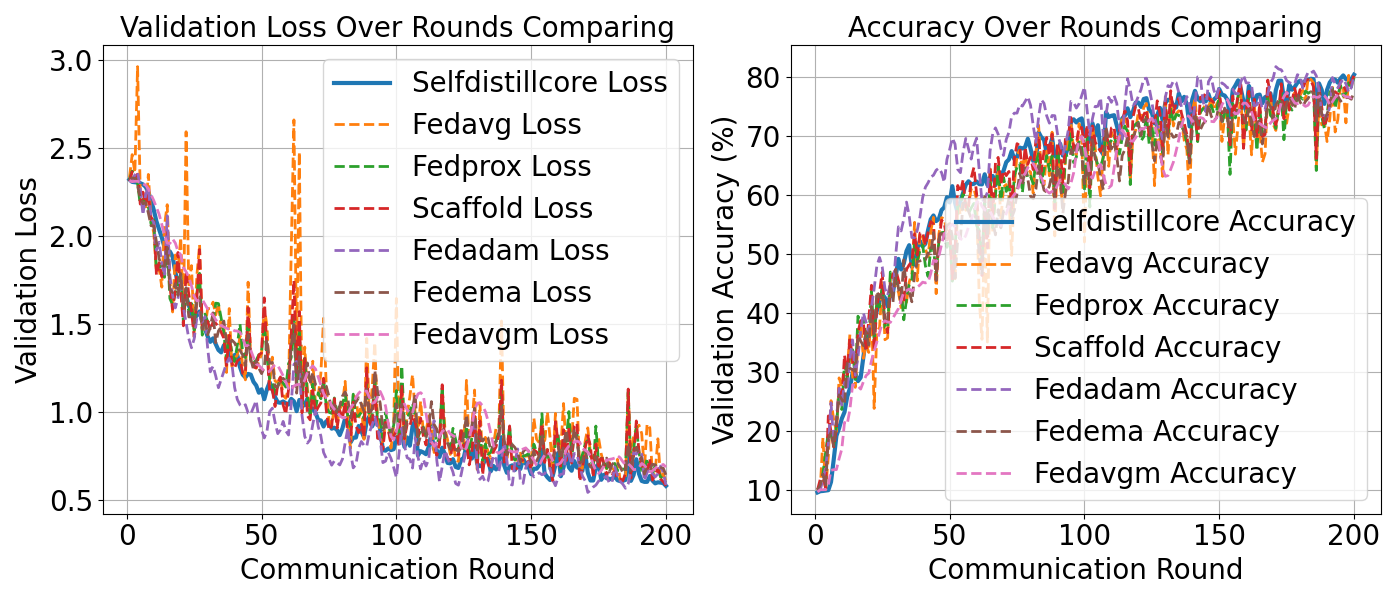 Validation Loss Over Rounds Comparing
3.0
2.5
2.0
1.5
1.0
0.5
Validation Loss
Selfdistillcore Loss
Fedavg Loss
Fedprox Loss
Scaffold Loss
Fedadam Loss
Fedema Loss
Fedavgm Loss
0 50 100 150 200
Communication Round
Accuracy Over Rounds Comparing
80
70
60
50
40
30
20
10
Validation Accuracy (%)
Selfdistillcore Accuracy
Fedavg Accuracy
Fedprox Accuracy
Scaffold Accuracy
Fedadam Accuracy
Fedema Accuracy
Fedavgm Accuracy
0 50 100 150 200
Communication Round